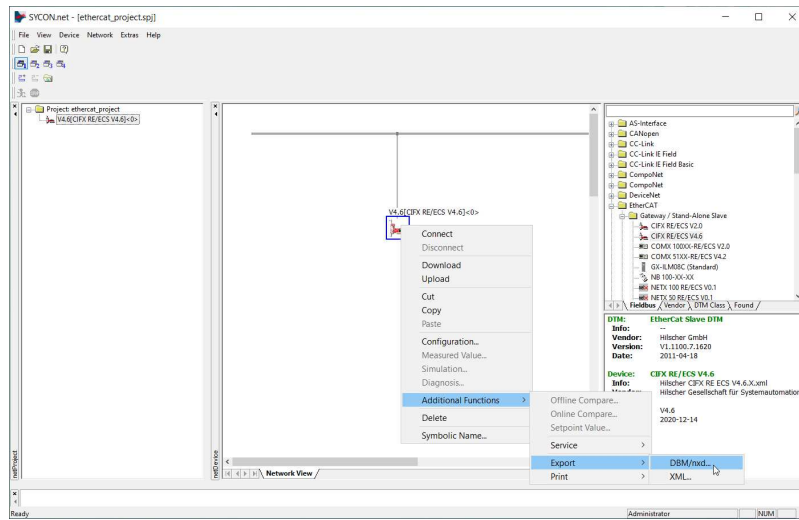 SYCON.net - [ethercat_project.spj]
File View Device Network Extras Help
Project: ethercat_project
V4.6[CIFX RE/ECS V4.6]<0>
netProject
V4.6[CIFX RE/ECS V4.6]<0>
Connect
Disconnect
Download
Upload
Cut
Copy
Paste
Configuration...
Measured Value...
Simulation...
Diagnosis...
Additional Functions >
Delete
Symbolic Name...
Offline Compare...
Online Compare...
Setpoint Value...
Service >
Export >
Print >
DBM/nxd...
XML...
netDevice
Network View
AS-Interface
CANopen
CC-Link
CC-Link IE Field
CC-Link IE Field Basic
CompoNet
CompoNet
DeviceNet
EtherCAT
Gateway / Stand-Alone Slave
CIFX RE/ECS V2.0
CIFX RE/ECS V4.6
COMX 100XX-RE/ECS V2.0
COMX 51XX-RE/ECS V4.2
GX-ILM08C (Standard)
NB 100-XX-XX
NETX 100 RE/ECS V0.1
NETX 50 RE/ECS V0.1
Fieldbus / Vendor / DTM Class / Found
DTM: EtherCat Slave DTM
Info: --
Vendor: Hilscher GmbH
Version: V1.1100.7.1620
Date: 2011-04-18
Device: CIFX RE/ECS V4.6
Info: Hilscher CIFX RE ECS V4.6.X.xml
Hilscher Gesellschaft für Systemautomation
V4.6
2020-12-14
Ready
Administrator
NUM